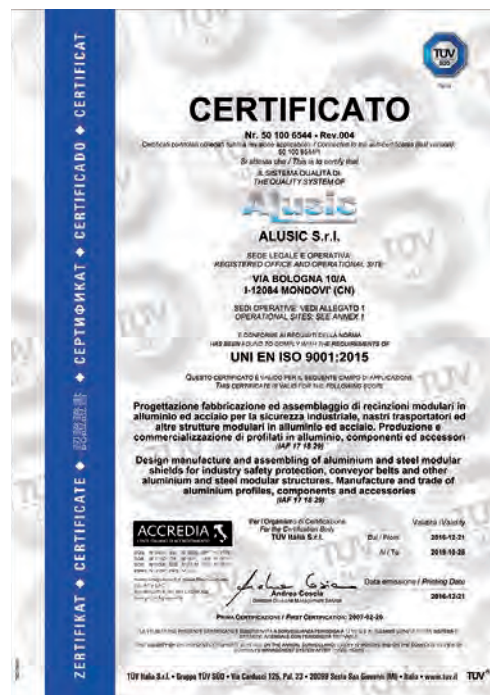 ZERTIFIKAT ◆ CERTIFICATE ◆ 認證證書 ◆ СЕРТИФИКАТ ◆ CERTIFICADO ◆ CERTIFICAT
TÜV
SÜD
Italia
CERTIFICATO
Nr. 50 100 6544 - Rev.004
Si attesta che / This is to certify that
IL SISTEMA QUALITÀ DI
THE QUALITY SYSTEM OF
Alusic
ALUSIC S.r.l.
SEDE LEGALE E OPERATIVA:
REGISTERED OFFICE AND OPERATIONAL SITE:
VIA BOLOGNA 10/A
I-12084 MONDOVI' (CN)
SEDI OPERATIVE: VEDI ALLEGATO 1
OPERATIONAL SITES: SEE ANNEX 1
È CONFORME AI REQUISITI DELLA NORMA
HAS BEEN FOUND TO COMPLY WITH THE REQUIREMENTS OF
UNI EN ISO 9001:2015
QUESTO CERTIFICATO È VALIDO PER IL SEGUENTE CAMPO DI APPLICAZIONE
THIS CERTIFICATE IS VALID FOR THE FOLLOWING SCOPE
Progettazione fabbricazione ed assemblaggio di recinzioni modulari in
alluminio ed acciaio per la sicurezza industriale, nastri trasportatori ed
altre strutture modulari in alluminio ed acciaio. Produzione e
commercializzazione di profilati in alluminio, componenti ed accessori
(IAF 17 18 29)
Design manufacture and assembling of aluminium and steel modular
shields for industry safety protection, conveyor belts and other
aluminium and steel modular structures. Manufacture and trade of
aluminium profiles, components and accessories
(IAF 17 18 29)
ACCREDIA
Per l'Organismo di Certificazione
For the Certification Body
TÜV Italia S.r.l.
Validità / Validity
Dal / From 2016-12-21
Al / To
Andrea Coscia
Data emissione / Printing Date
2016-12-21
PRIMA CERTIFICAZIONE / FIRST CERTIFICATION: 2007-02-26
TÜV Italia S.r.l. • Gruppo TÜV SÜD • Via Carducci 125, Pal. 23 • 20099 Sesto San Giovanni (MI) • Italia • www.tuv.it TÜV®